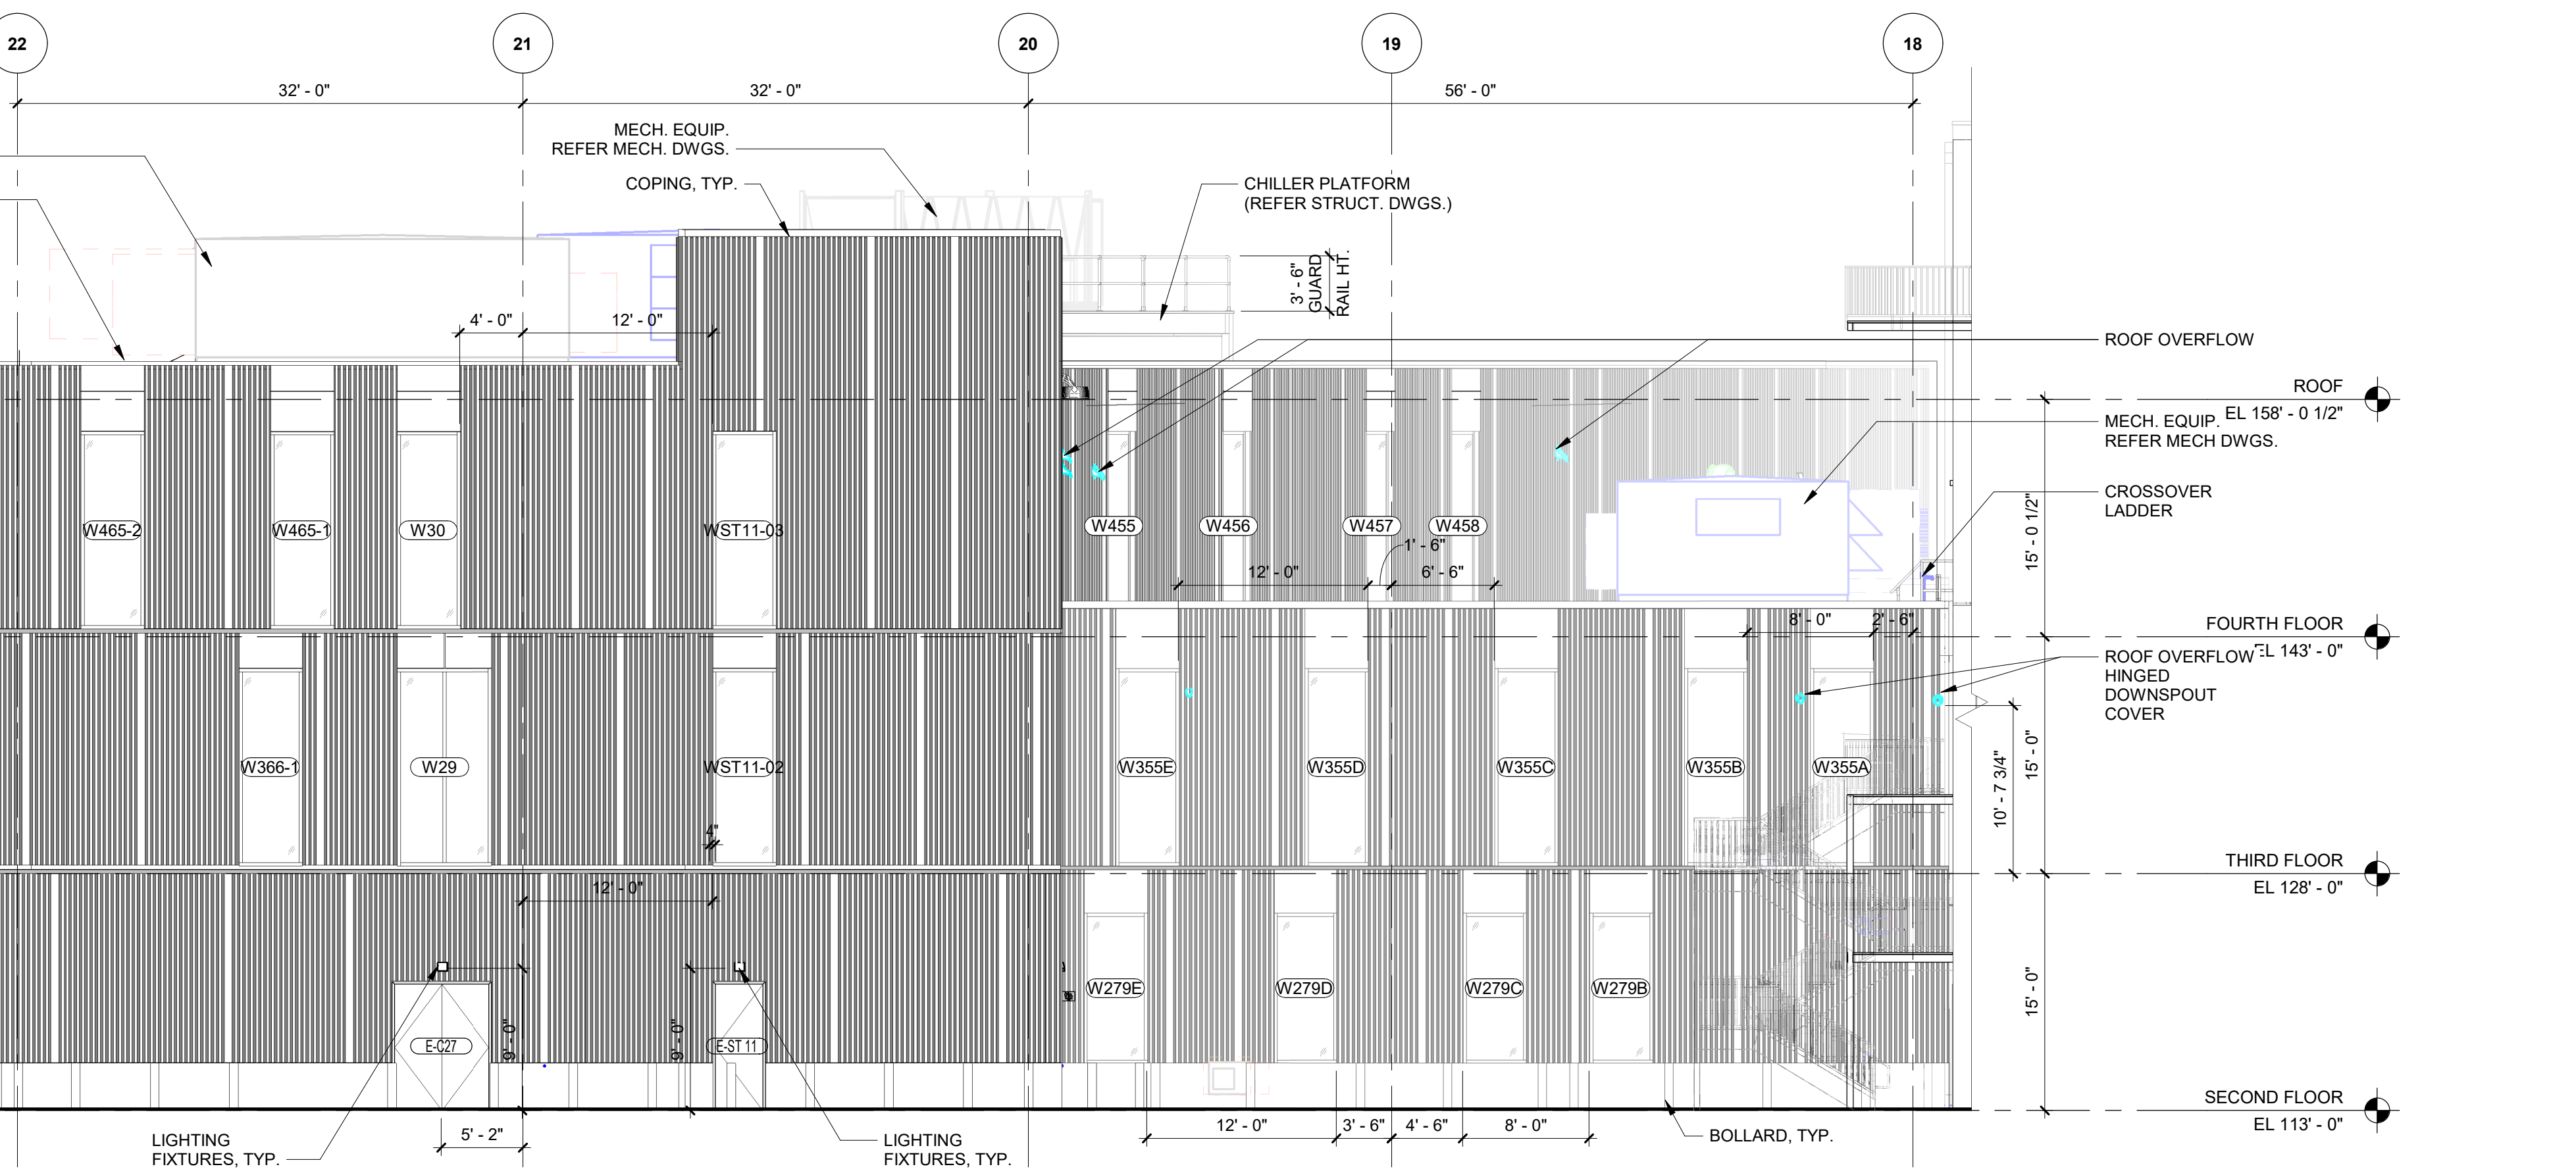 22
21
20
19
18
32' - 0"
32' - 0"
56' - 0"
MECH. EQUIP.
REFER MECH. DWGS.
COPING, TYP.
CHILLER PLATFORM
(REFER STRUCT. DWGS.)
3' - 6"
GUARD
RAIL HT.
4' - 0"
12' - 0"
ROOF OVERFLOW
ROOF
EL 158' - 0 1/2"
MECH. EQUIP.
REFER MECH DWGS.
CROSSOVER
LADDER
15' - 0 1/2"
W465-2
W465-1
W30
WST11-03
W455
W456
W457
W458
1' - 6"
12' - 0"
6' - 6"
8' - 0"
2' - 6"
FOURTH FLOOR
EL 143' - 0"
ROOF OVERFLOW
HINGED
DOWNSPOUT
COVER
W366-1
W29
WST11-02
W355E
W355D
W355C
W355B
W355A
10' - 7 3/4"
15' - 0"
4"
12' - 0"
THIRD FLOOR
EL 128' - 0"
W279E
W279D
W279C
W279B
15' - 0"
E-C27
9' - 0"
9' - 0"
E-ST 11
SECOND FLOOR
EL 113' - 0"
5' - 2"
12' - 0"
3' - 6"
4' - 6"
8' - 0"
BOLLARD, TYP.
LIGHTING
FIXTURES, TYP.
LIGHTING
FIXTURES, TYP.